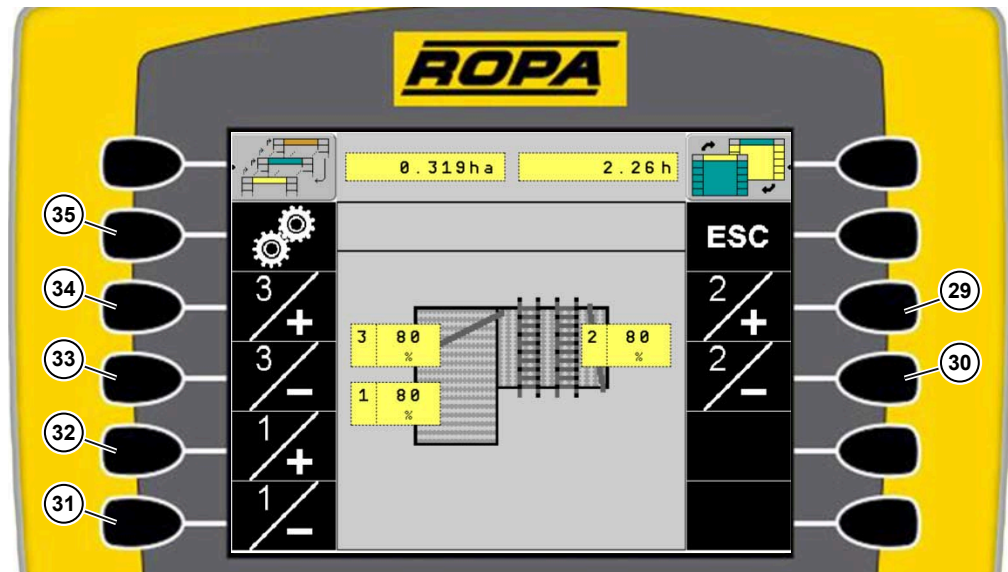 ROPA
0.319ha
2.26h
35
ESC
34
3/+
2/+
29
3 80 %
2 80 %
33
3/-
2/-
30
1 80 %
32
1/+
31
1/-